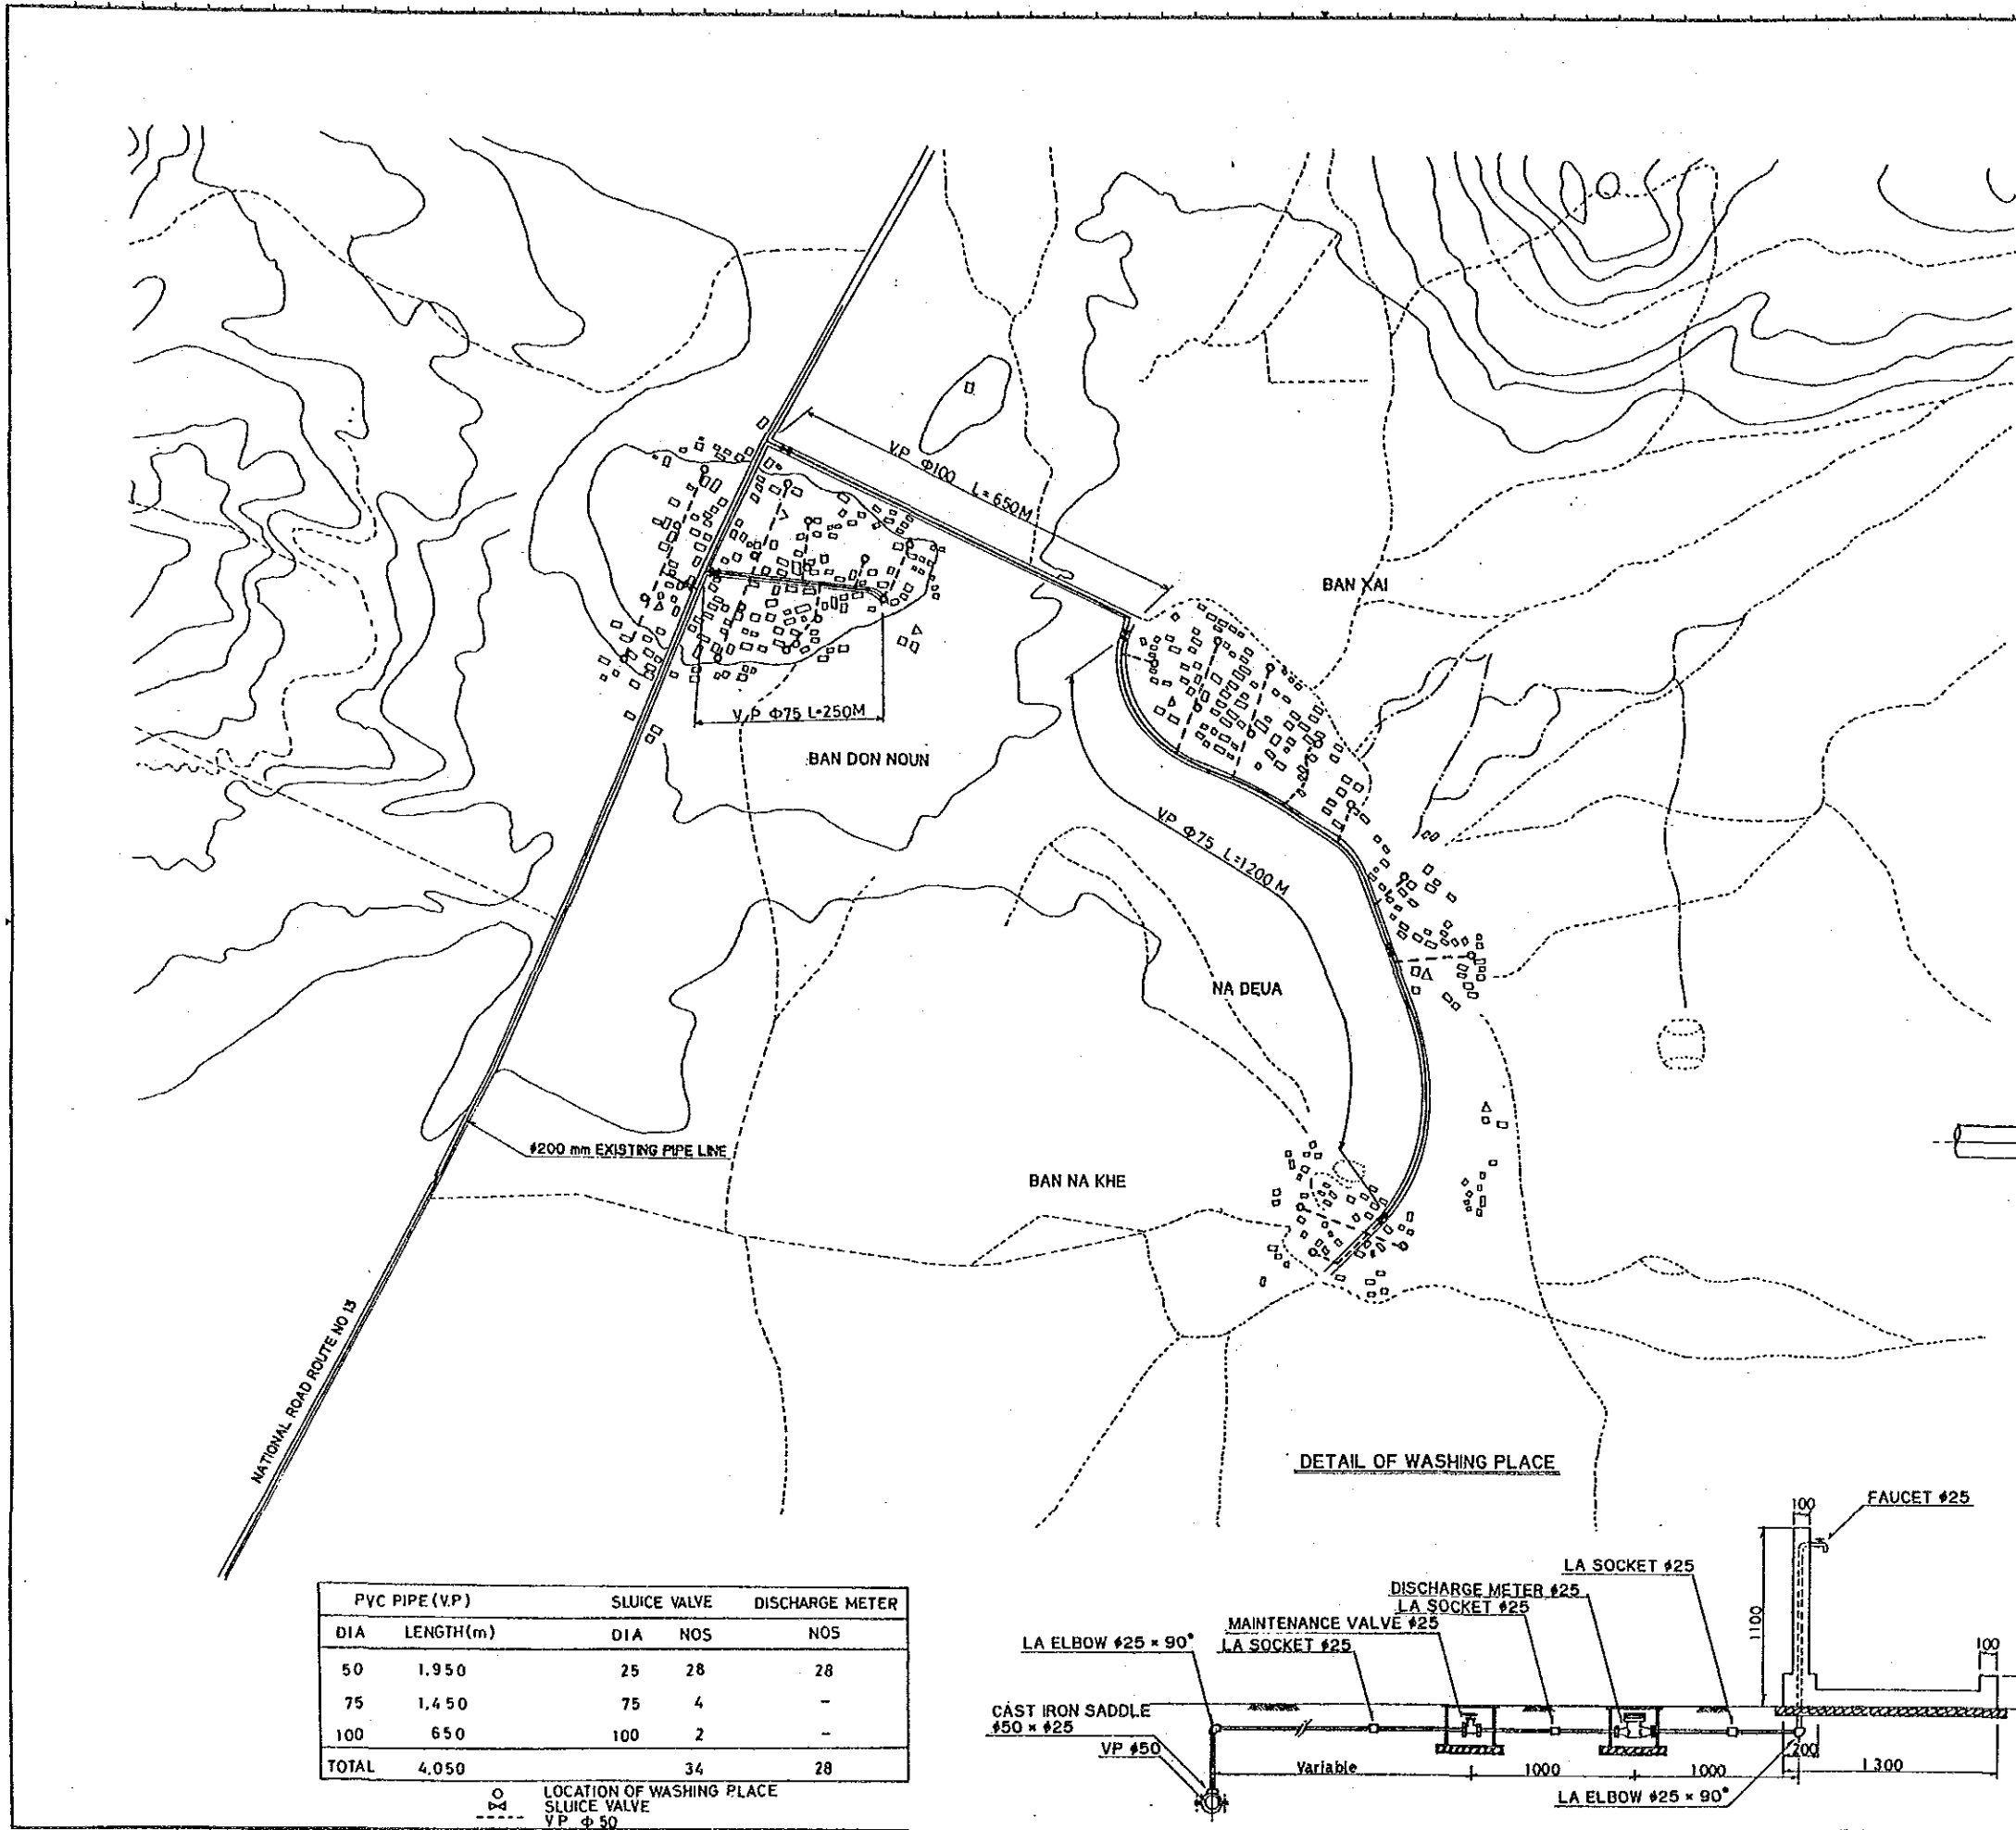 V.P Φ100 L=650M
BAN XAI
V.P Φ75 L=250M
BAN DON NOUN
V.P Φ75 L=1200M
NA DEUA
φ200 mm EXISTING PIPE LINE
BAN NA KHE
NATIONAL ROAD ROUTE NO 13
DETAIL OF WASHING PLACE
100
FAUCET φ25
LA SOCKET φ25
DISCHARGE METER φ25
LA SOCKET φ25
MAINTENANCE VALVE φ25
LA ELBOW φ25 × 90°
LA SOCKET φ25
1100
100
CAST IRON SADDLE
φ50 × φ25
VP φ50
Variable
1000
1000
200
1300
LA ELBOW φ25 × 90°
PVC PIPE (V.P) SLUICE VALVE DISCHARGE METER
DIA LENGTH(m) DIA NOS NOS
50 1.950 25 28 28
75 1,450 75 4 -
100 650 100 2 -
TOTAL 4.050 34 28
LOCATION OF WASHING PLACE
SLUICE VALVE
V.P Φ 50